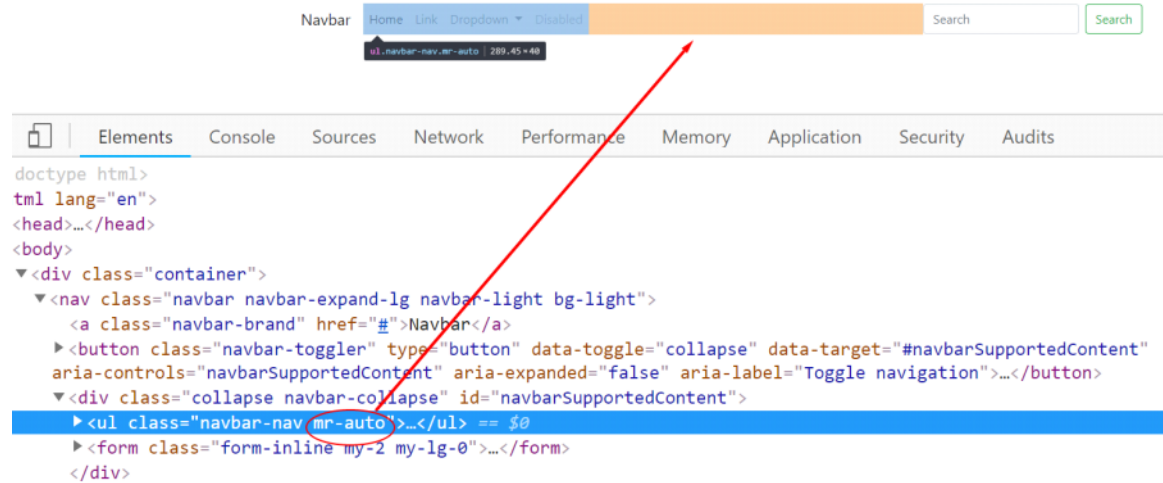 Navbar Home Link Dropdown Disabled Search Search
ul.navbar-nav.mr-auto | 289.45×40
Elements Console Sources Network Performance Memory Application Security Audits
doctype html>
tml lang="en">
<head>…</head>
<body>
▼<div class="container">
▼<nav class="navbar navbar-expand-lg navbar-light bg-light">
<a class="navbar-brand" href="#">Navbar</a>
▶<button class="navbar-toggler" type="button" data-toggle="collapse" data-target="#navbarSupportedContent"
aria-controls="navbarSupportedContent" aria-expanded="false" aria-label="Toggle navigation">…</button>
▼<div class="collapse navbar-collapse" id="navbarSupportedContent">
▶<ul class="navbar-nav mr-auto">…</ul> == $0
▶<form class="form-inline my-2 my-lg-0">…</form>
</div>